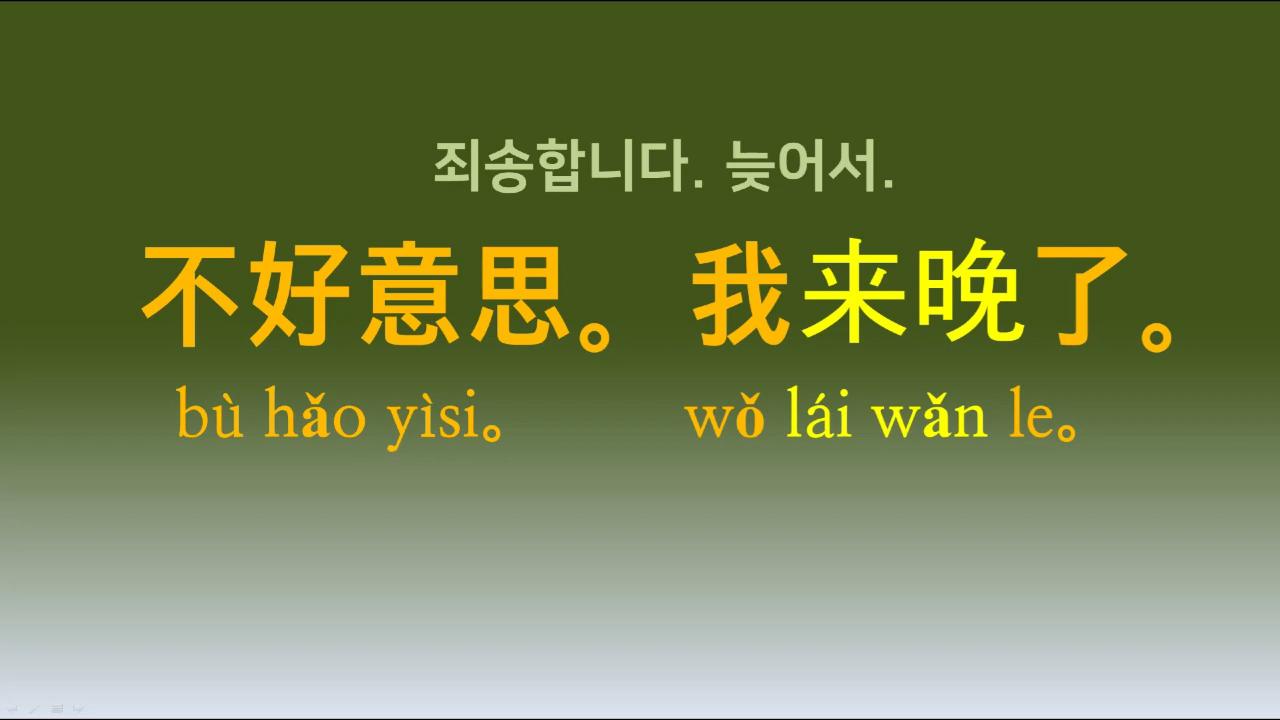 죄송합니다. 늦어서.
不好意思。 我来晚了。
bù hǎo yìsi。 wǒ lái wǎn le。